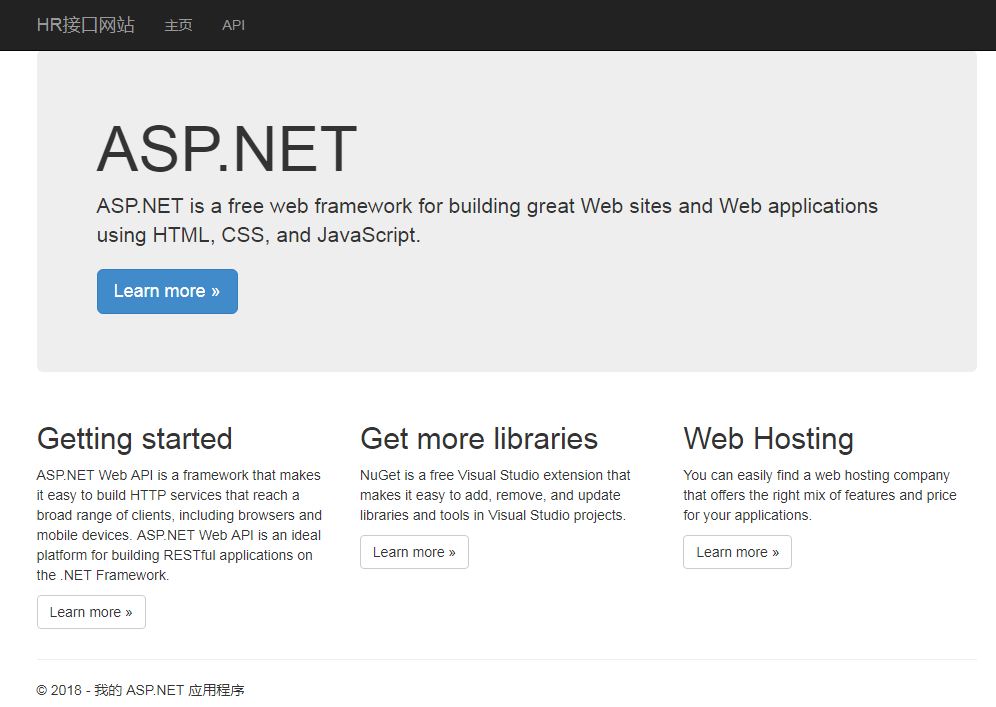 HR接口网站 主页 API
ASP.NET
ASP.NET is a free web framework for building great Web sites and Web applications
using HTML, CSS, and JavaScript.
Learn more »
Getting started
ASP.NET Web API is a framework that makes
it easy to build HTTP services that reach a
broad range of clients, including browsers and
mobile devices. ASP.NET Web API is an ideal
platform for building RESTful applications on
the .NET Framework.
Learn more »
Get more libraries
NuGet is a free Visual Studio extension that
makes it easy to add, remove, and update
libraries and tools in Visual Studio projects.
Learn more »
Web Hosting
You can easily find a web hosting company
that offers the right mix of features and price
for your applications.
Learn more »
© 2018 - 我的 ASP.NET 应用程序